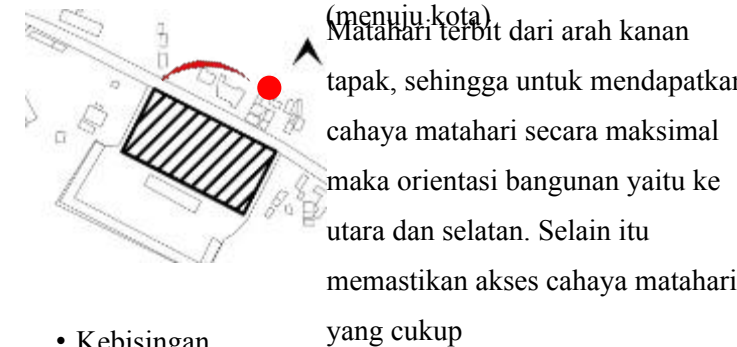 (menuju kota)
Matahari terbit dari arah kanan
tapak, sehingga untuk mendapatkan
cahaya matahari secara maksimal
maka orientasi bangunan yaitu ke
utara dan selatan. Selain itu
memastikan akses cahaya matahari
yang cukup
• Kebisingan